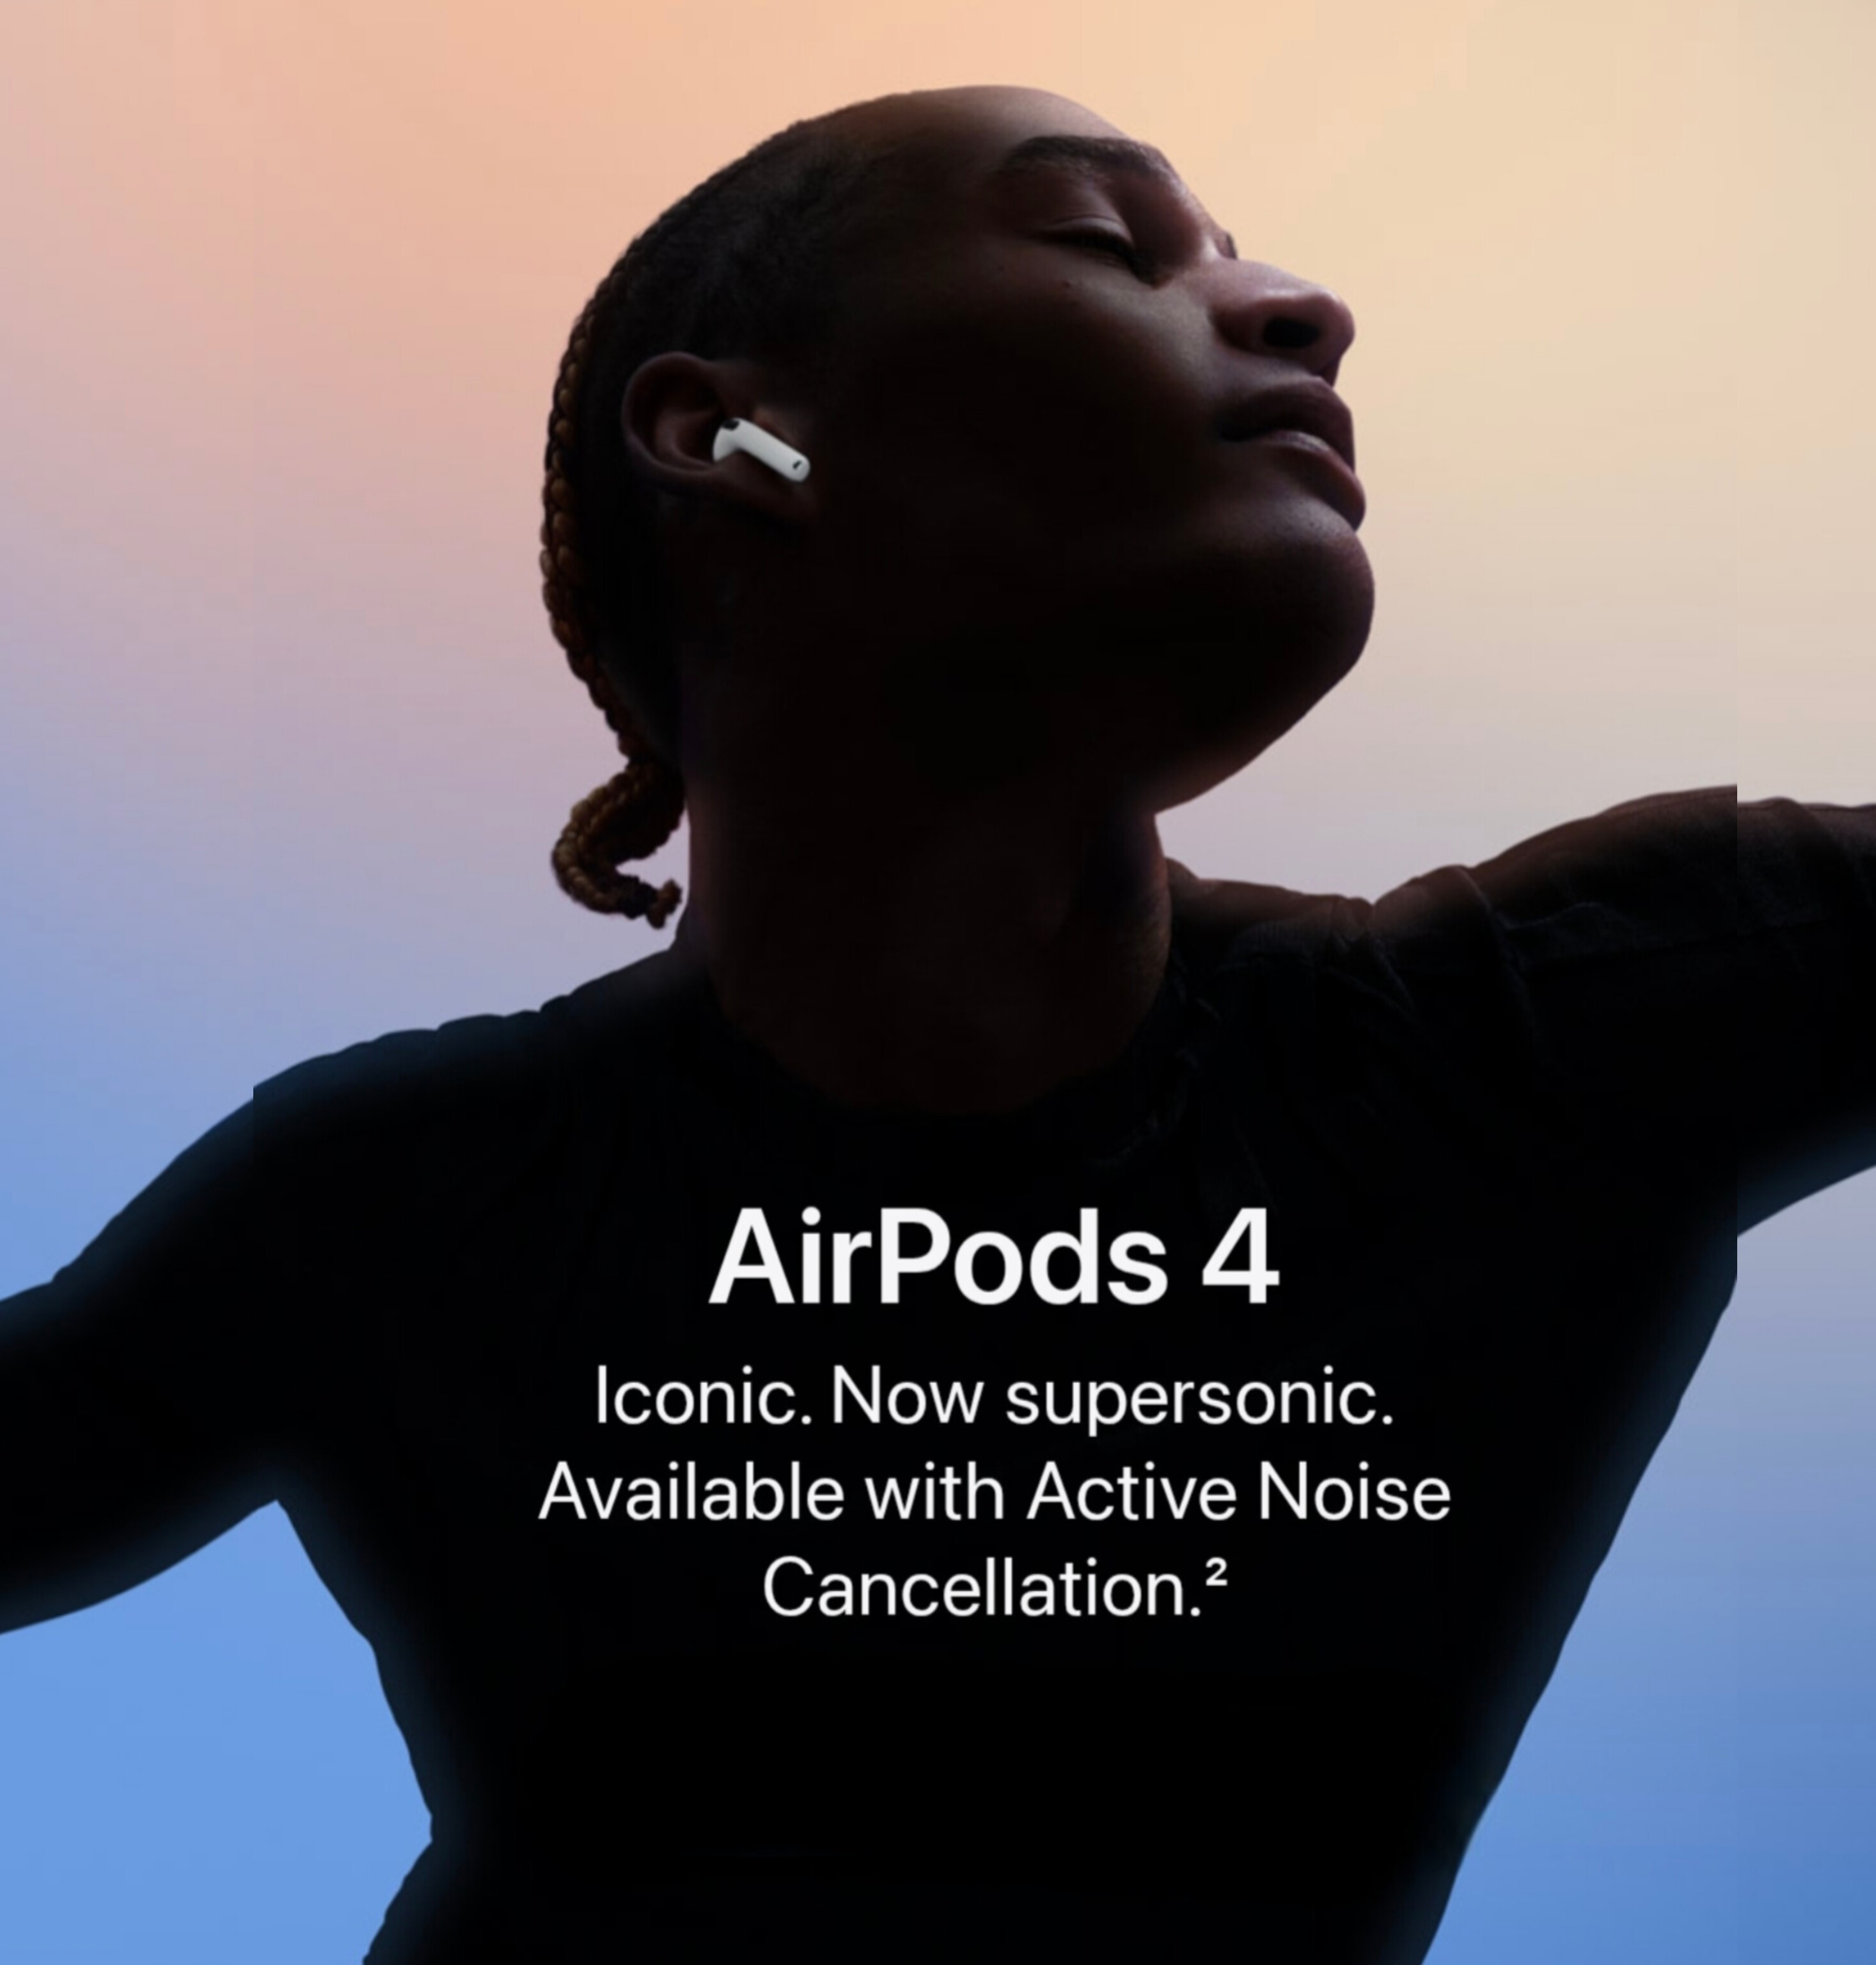 AirPods 4
Iconic. Now supersonic.
Available with Active Noise
Cancellation.²